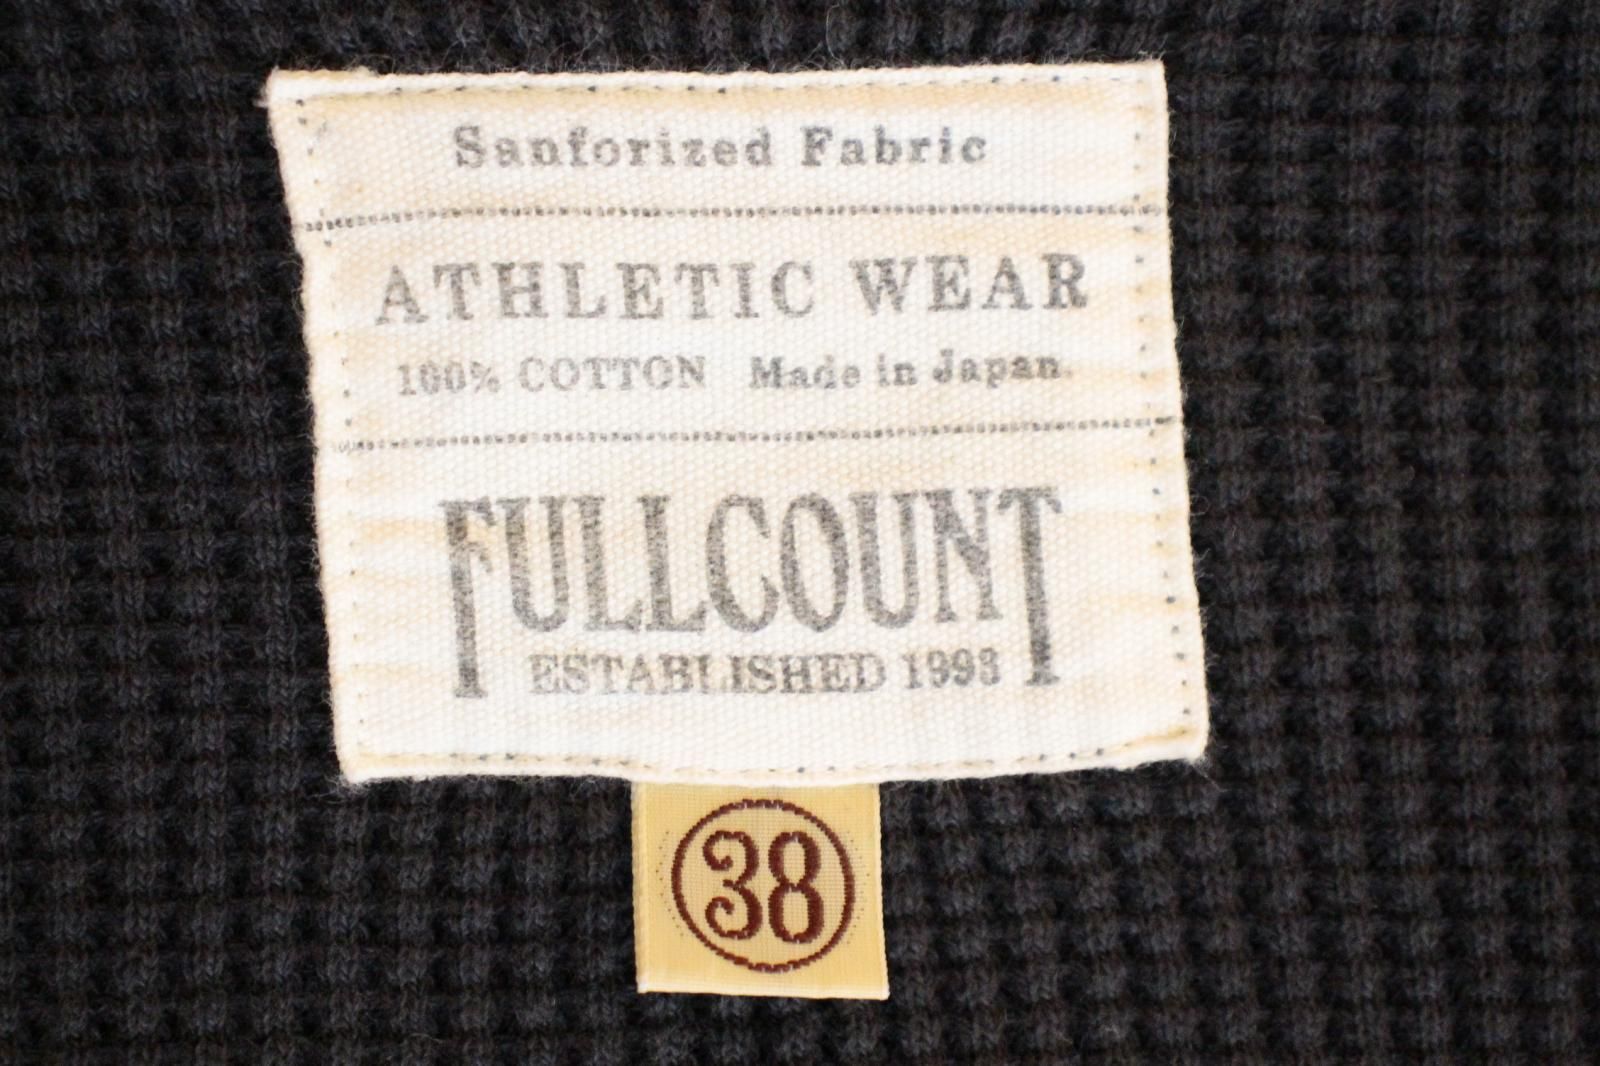 Sanforized Fabric
ATHLETIC WEAR
100% COTTON Made in Japan.
FULLCOUNT
ESTABLISHED 1993
38